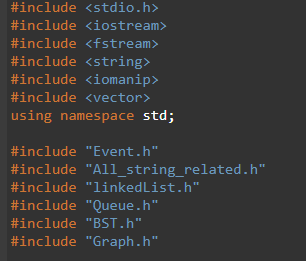 #include <stdio.h>
#include <iostream>
#include <fstream>
#include <string>
#include <iomanip>
#include <vector>
using namespace std;
#include "Event.h"
#include "All_string_related.h"
#include "linkedList.h"
#include "Queue.h"
#include "BST.h"
#include "Graph.h"